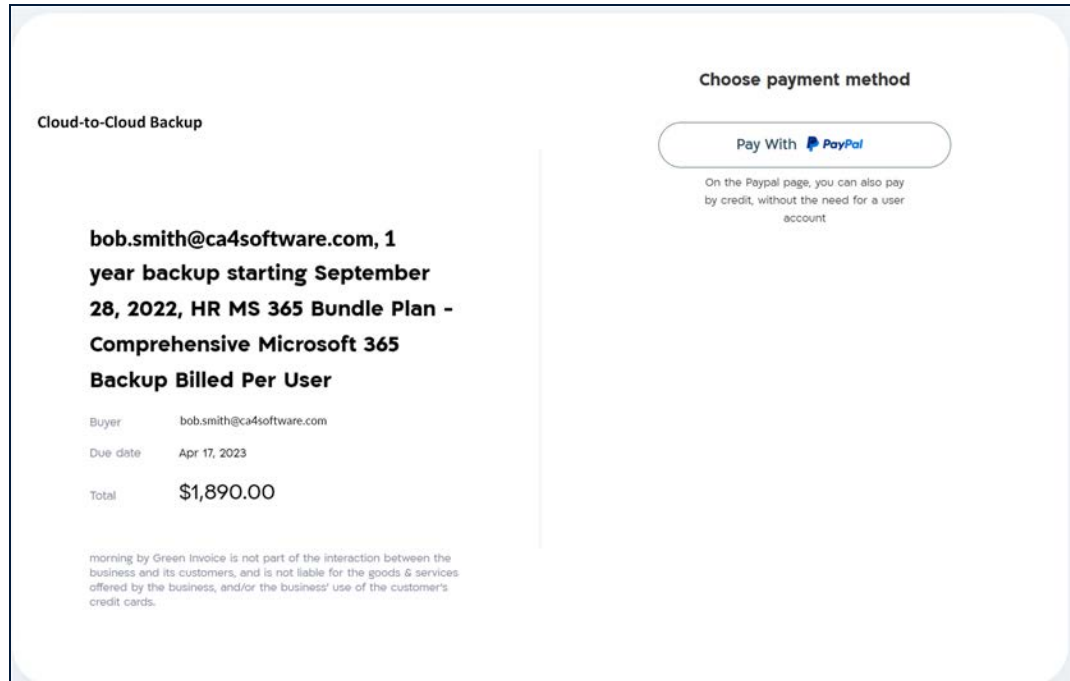 Cloud-to-Cloud Backup
bob.smith@ca4software.com, 1
year backup starting September
28, 2022, HR MS 365 Bundle Plan -
Comprehensive Microsoft 365
Backup Billed Per User
Buyer bob.smith@ca4software.com
Due date Apr 17, 2023
Total $1,890.00
morning by Green Invoice is not part of the interaction between the
business and its customers, and is not liable for the goods & services
offered by the business, and/or the business' use of the customer's
credit cards.
Choose payment method
Pay With PayPal
On the Paypal page, you can also pay
by credit, without the need for a user
account